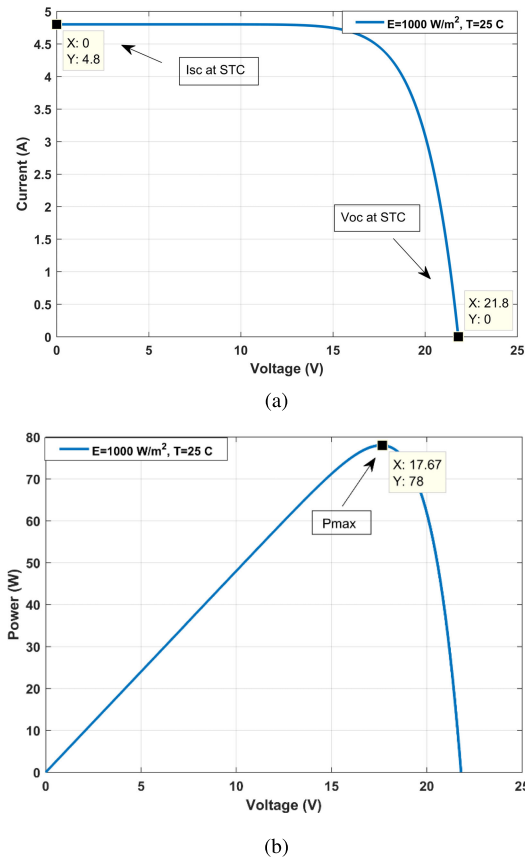 E=1000 W/m², T=25 C
5
4.5
4
3.5
3
2.5
2
1.5
1
0.5
0
Current (A)
X: 0
Y: 4.8
Isc at STC
Voc at STC
X: 21.8
Y: 0
0 5 10 15 20 25
Voltage (V)
(a)
E=1000 W/m², T=25 C
80
70
60
50
40
30
20
10
0
Power (W)
X: 17.67
Y: 78
Pmax
0 5 10 15 20 25
Voltage (V)
(b)